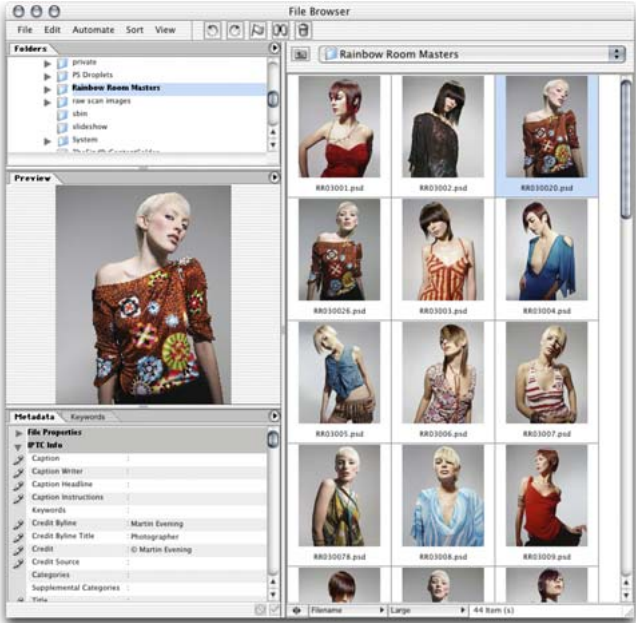 File Browser
File Edit Automate Sort View
Folders
private
PS Droplets
Rainbow Room Masters
raw scan images
sbin
slideshow
System
Preview
Metadata Keywords
File Properties
IPTC Info
Caption :
Caption Writer :
Caption Headline :
Caption Instructions :
Keywords :
Credit Byline : Martin Evening
Credit Byline Title : Photographer
Credit : © Martin Evening
Credit Source :
Categories :
Supplemental Categories :
Title :
Rainbow Room Masters
RR03001.psd RR03002.psd RR030020.psd
RR030026.psd RR03003.psd RR03004.psd
RR03005.psd RR03006.psd RR03007.psd
RR030078.psd RR03008.psd RR03009.psd
Filename Large 44 Item (s)